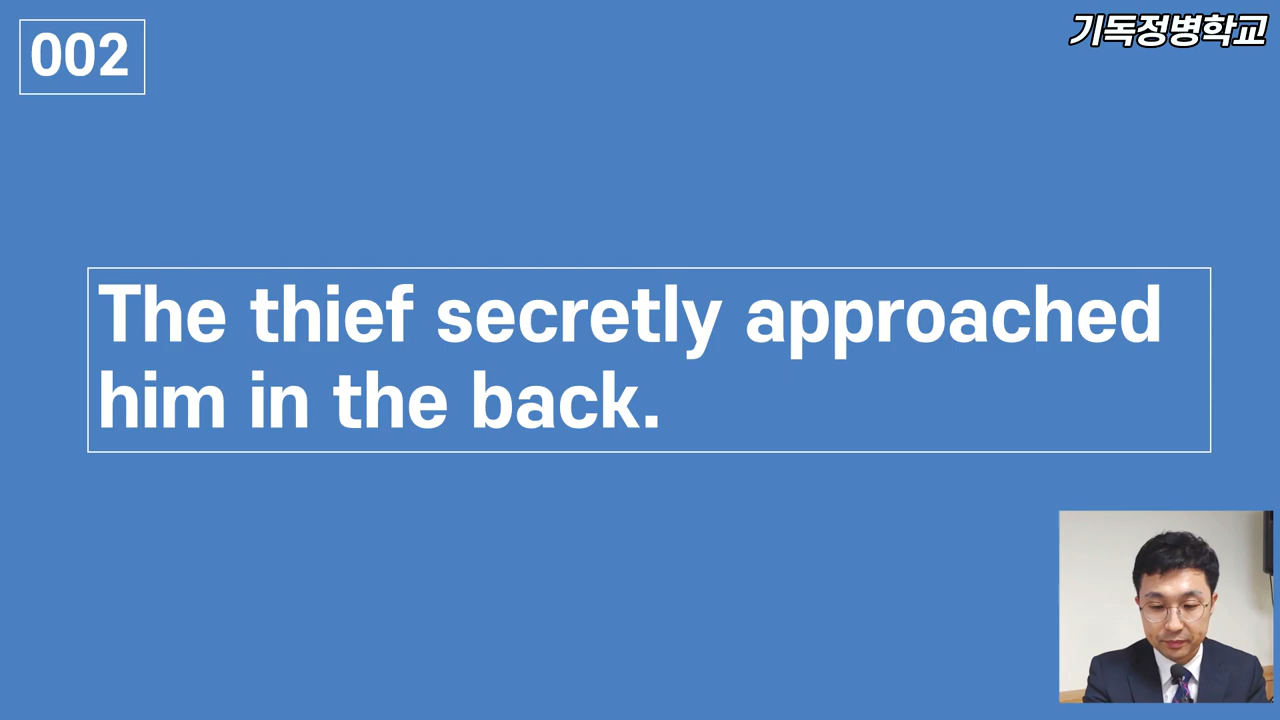 002
기독정병학교
The thief secretly approached
him in the back.